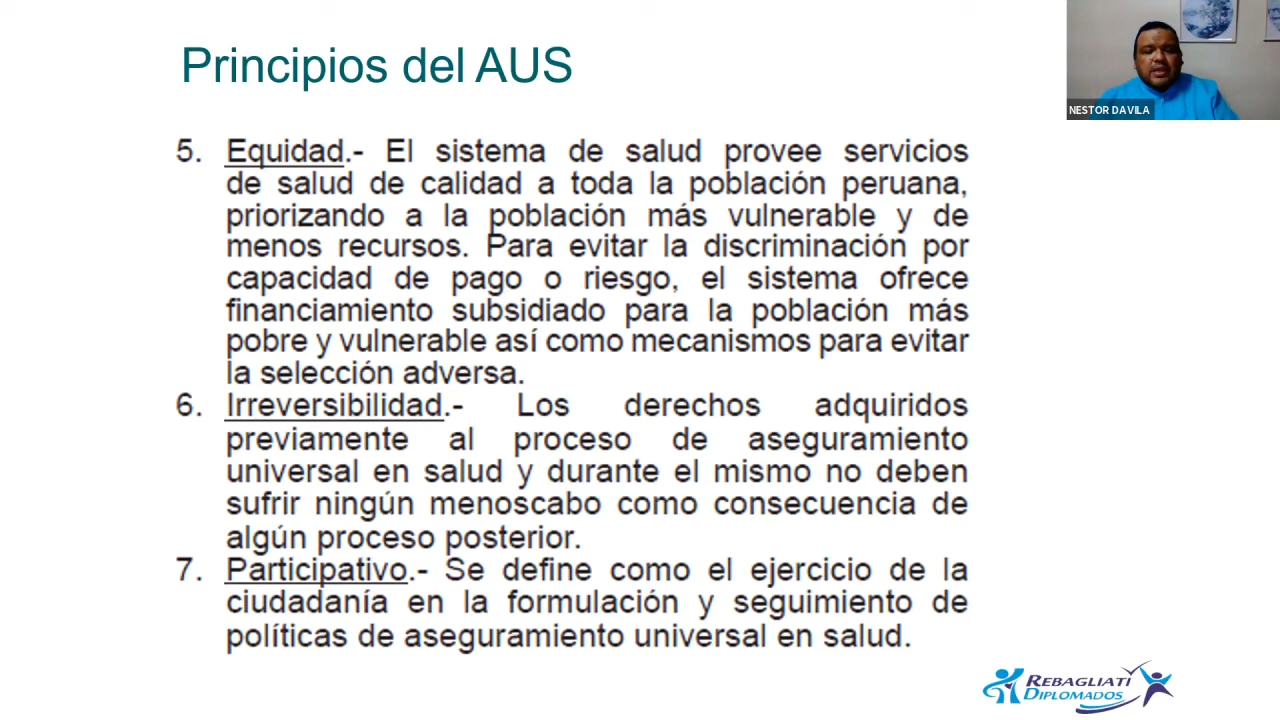 Principios del AUS
NESTOR DAVILA
5. Equidad.- El sistema de salud provee servicios
de salud de calidad a toda la población peruana,
priorizando a la población más vulnerable y de
menos recursos. Para evitar la discriminación por
capacidad de pago o riesgo, el sistema ofrece
financiamiento subsidiado para la población más
pobre y vulnerable así como mecanismos para evitar
la selección adversa.
6. Irreversibilidad.- Los derechos adquiridos
previamente al proceso de aseguramiento
universal en salud y durante el mismo no deben
sufrir ningún menoscabo como consecuencia de
algún proceso posterior.
7. Participativo.- Se define como el ejercicio de la
ciudadanía en la formulación y seguimiento de
políticas de aseguramiento universal en salud.
REBAGLIATI
DIPLOMADOS